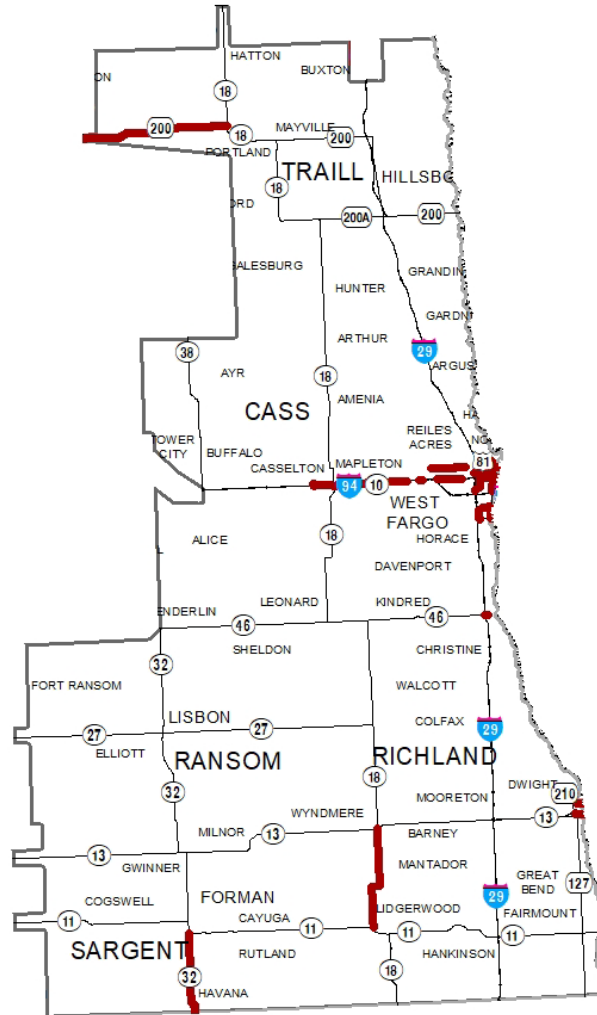 HATTON
BUXTON
ON
18
200
18
MAYVILLE
200
PORTLAND
TRAILL
HILLSBO
18
RD
200A
200
GALESBURG
GRANDIN
HUNTER
GARDN
ARTHUR
29
38
ARGUS
AYR
18
AMENIA
CASS
HA
REILE'S
ACRES
NO
TOWER
CITY
BUFFALO
CASSELTON
MAPLETON
81
94
10
WEST
FARGO
18
HORACE
ALICE
DAVENPORT
LEONARD
KINDRED
ENDERLIN
46
46
SHELDON
CHRISTINE
32
FORT RANSOM
WALCOTT
LISBON
COLFAX
27
27
29
ELLIOTT
RANSOM
RICHLAND
18
DWIGHT
210
32
MOORETON
WYNDMERE
13
MILNOR
13
BARNEY
13
GWINNER
MANTADOR
GREAT
BEND
127
COGSWELL
FORMAN
29
LIDGERWOOD
FAIRMOUNT
11
CAYUGA
11
11
11
SARGENT
RUTLAND
HANKINSON
32
18
HAVANA